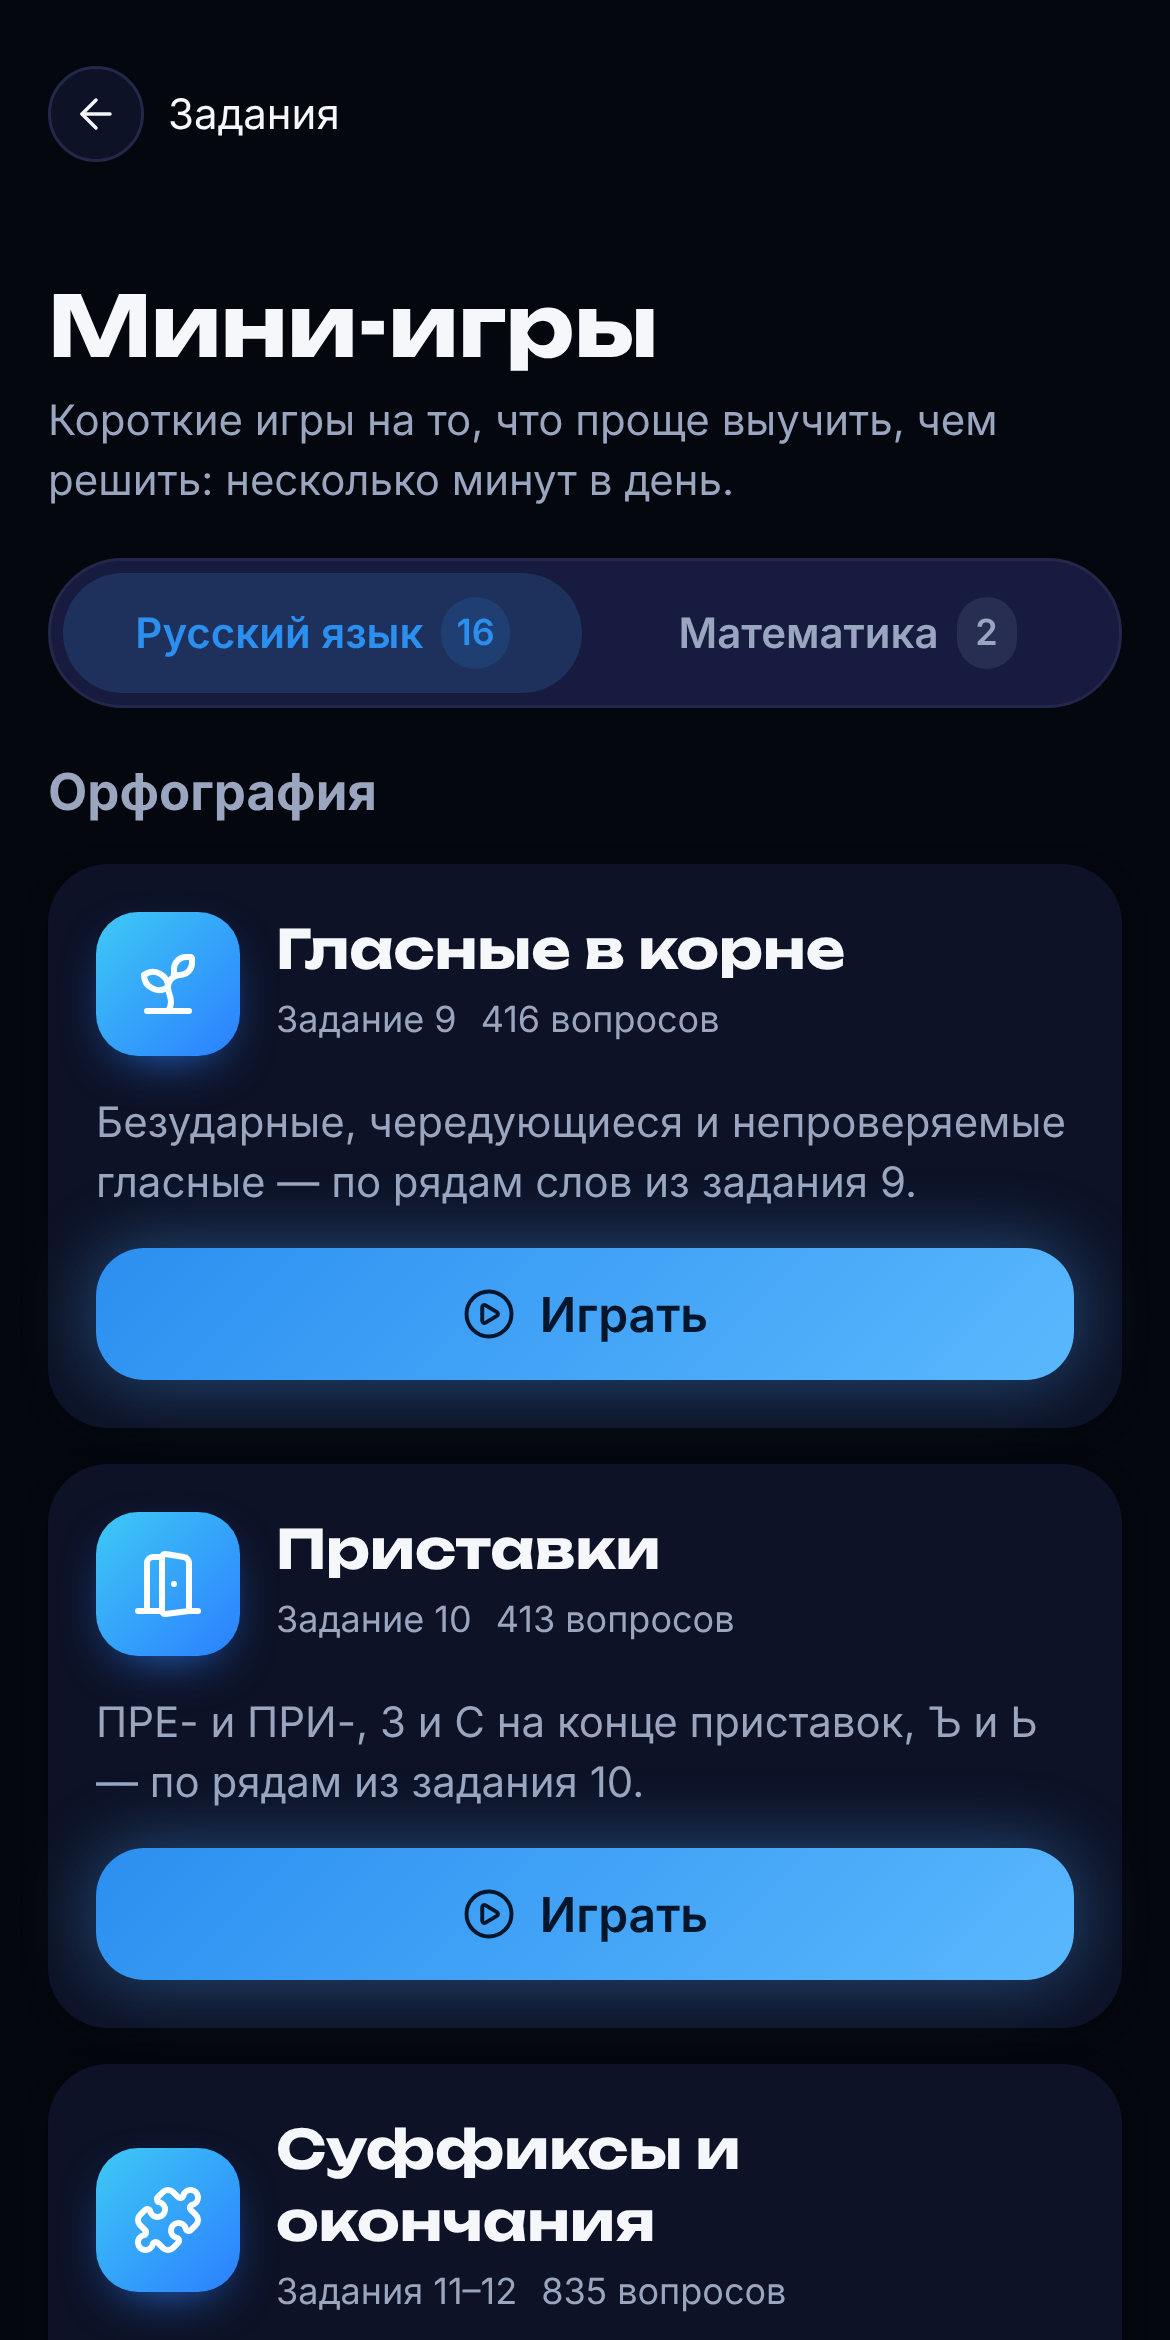 Задания
Мини-игры
Короткие игры на то, что проще выучить, чем
решить: несколько минут в день.
Русский язык 16
Математика 2
Орфография
Гласные в корне
Задание 9 416 вопросов
Безударные, чередующиеся и непроверяемые
гласные — по рядам слов из задания 9.
Играть
Приставки
Задание 10 413 вопросов
ПРЕ- и ПРИ-, З и С на конце приставок, Ъ и Ь
— по рядам из задания 10.
Играть
Суффиксы и
окончания
Задания 11–12 835 вопросов